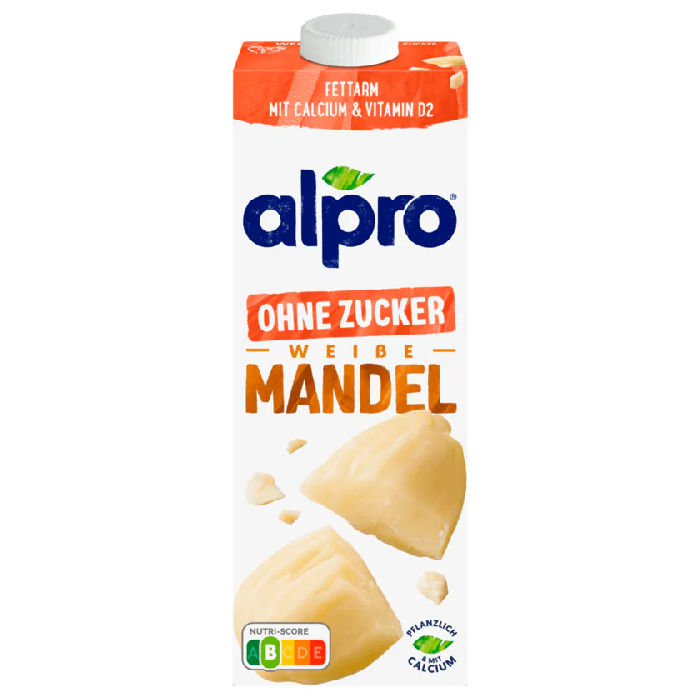 FETTARM
MIT CALCIUM & VITAMIN D2
alpro®
OHNE ZUCKER
WEIßE
MANDEL
NUTRI-SCORE
A B C D E
PFLANZLICH
& MIT
CALCIUM